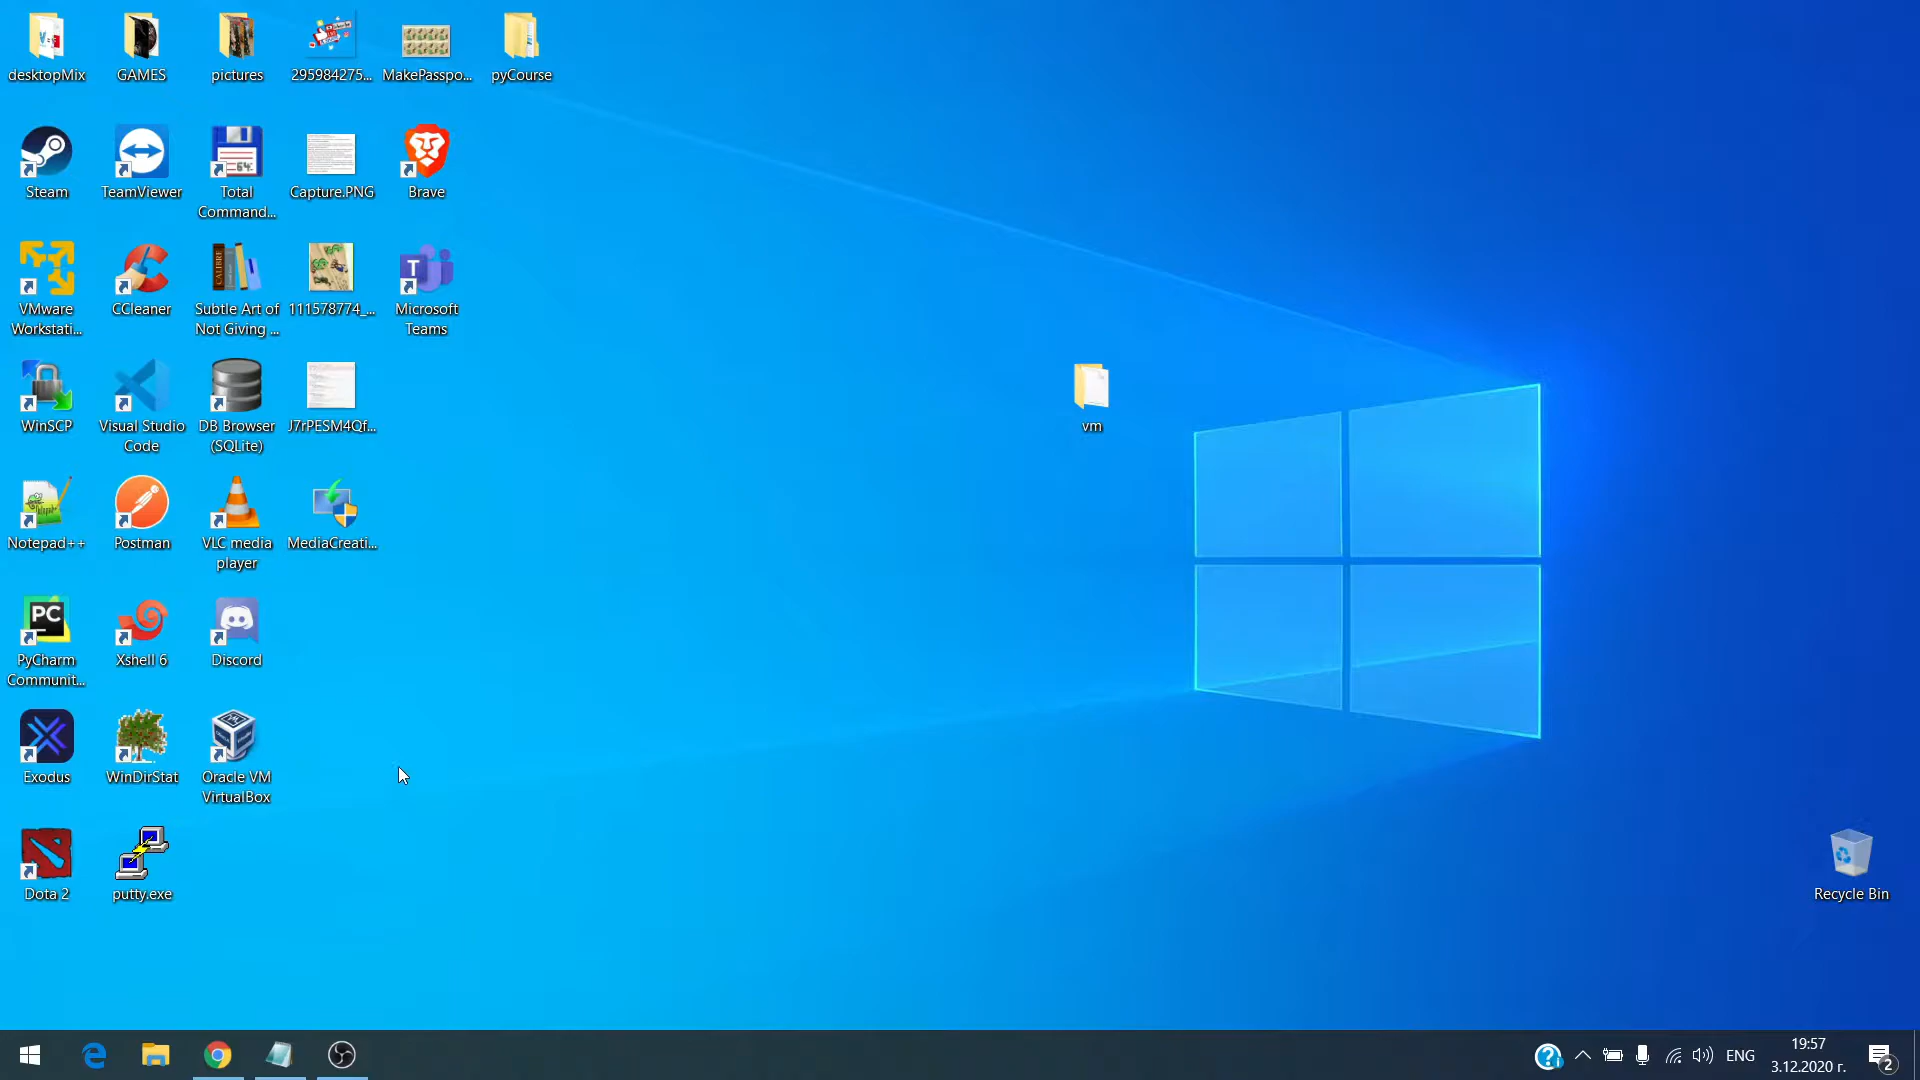 desktopMix
GAMES
pictures
295984275...
MakePasspo...
pyCourse
Steam
TeamViewer
Total
Command...
64
Capture.PNG
Brave
VMware
Workstati...
CCleaner
CALIBRE
Subtle Art of
Not Giving ...
111578774_...
T
Microsoft
Teams
WinSCP
Visual Studio
Code
DB Browser
(SQLite)
J7rPESM4Qf...
vm
Notepad++
Postman
VLC media
player
MediaCreati...
PC
PyCharm
Communit...
Xshell 6
Discord
Exodus
WinDirStat
Oracle VM
VirtualBox
Dota 2
putty.exe
Recycle Bin
ENG
19:57
3.12.2020 г.
2